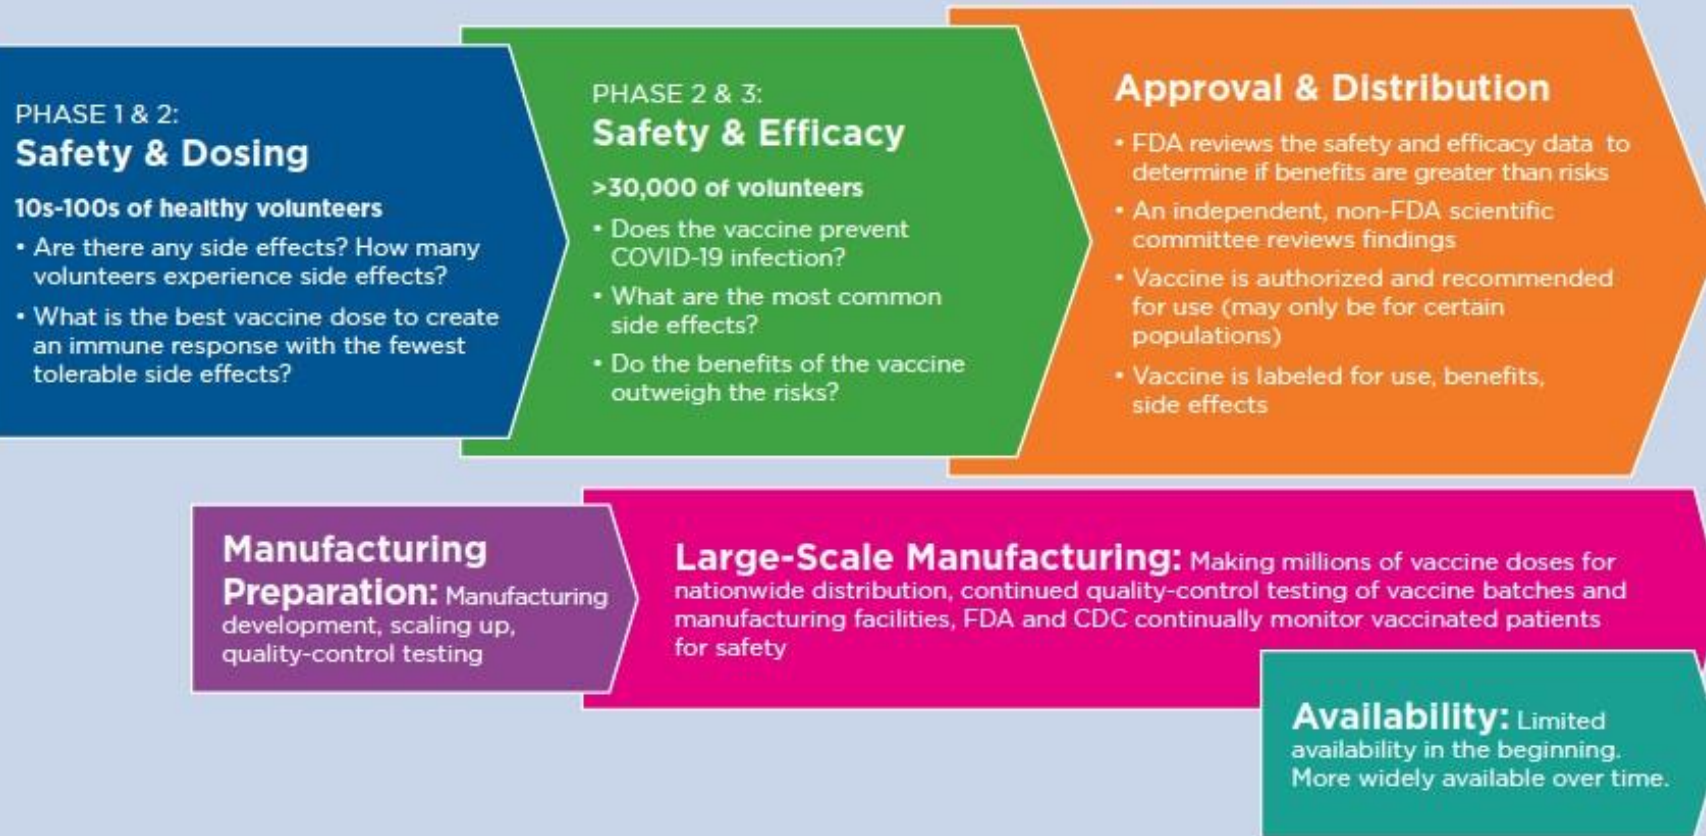 PHASE 1 & 2:
Safety & Dosing
10s-100s of healthy volunteers
• Are there any side effects? How many
volunteers experience side effects?
• What is the best vaccine dose to create
an immune response with the fewest
tolerable side effects?
PHASE 2 & 3:
Safety & Efficacy
>30,000 of volunteers
• Does the vaccine prevent
COVID-19 infection?
• What are the most common
side effects?
• Do the benefits of the vaccine
outweigh the risks?
Approval & Distribution
• FDA reviews the safety and efficacy data to
determine if benefits are greater than risks
• An independent, non-FDA scientific
committee reviews findings
• Vaccine is authorized and recommended
for use (may only be for certain
populations)
• Vaccine is labeled for use, benefits,
side effects
Manufacturing
Preparation: Manufacturing
development, scaling up,
quality-control testing
Large-Scale Manufacturing: Making millions of vaccine doses for
nationwide distribution, continued quality-control testing of vaccine batches and
manufacturing facilities, FDA and CDC continually monitor vaccinated patients
for safety
Availability: Limited
availability in the beginning.
More widely available over time.